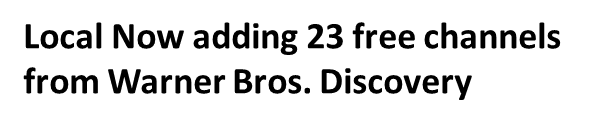 Local Now adding 23 free channels
from Warner Bros. Discovery